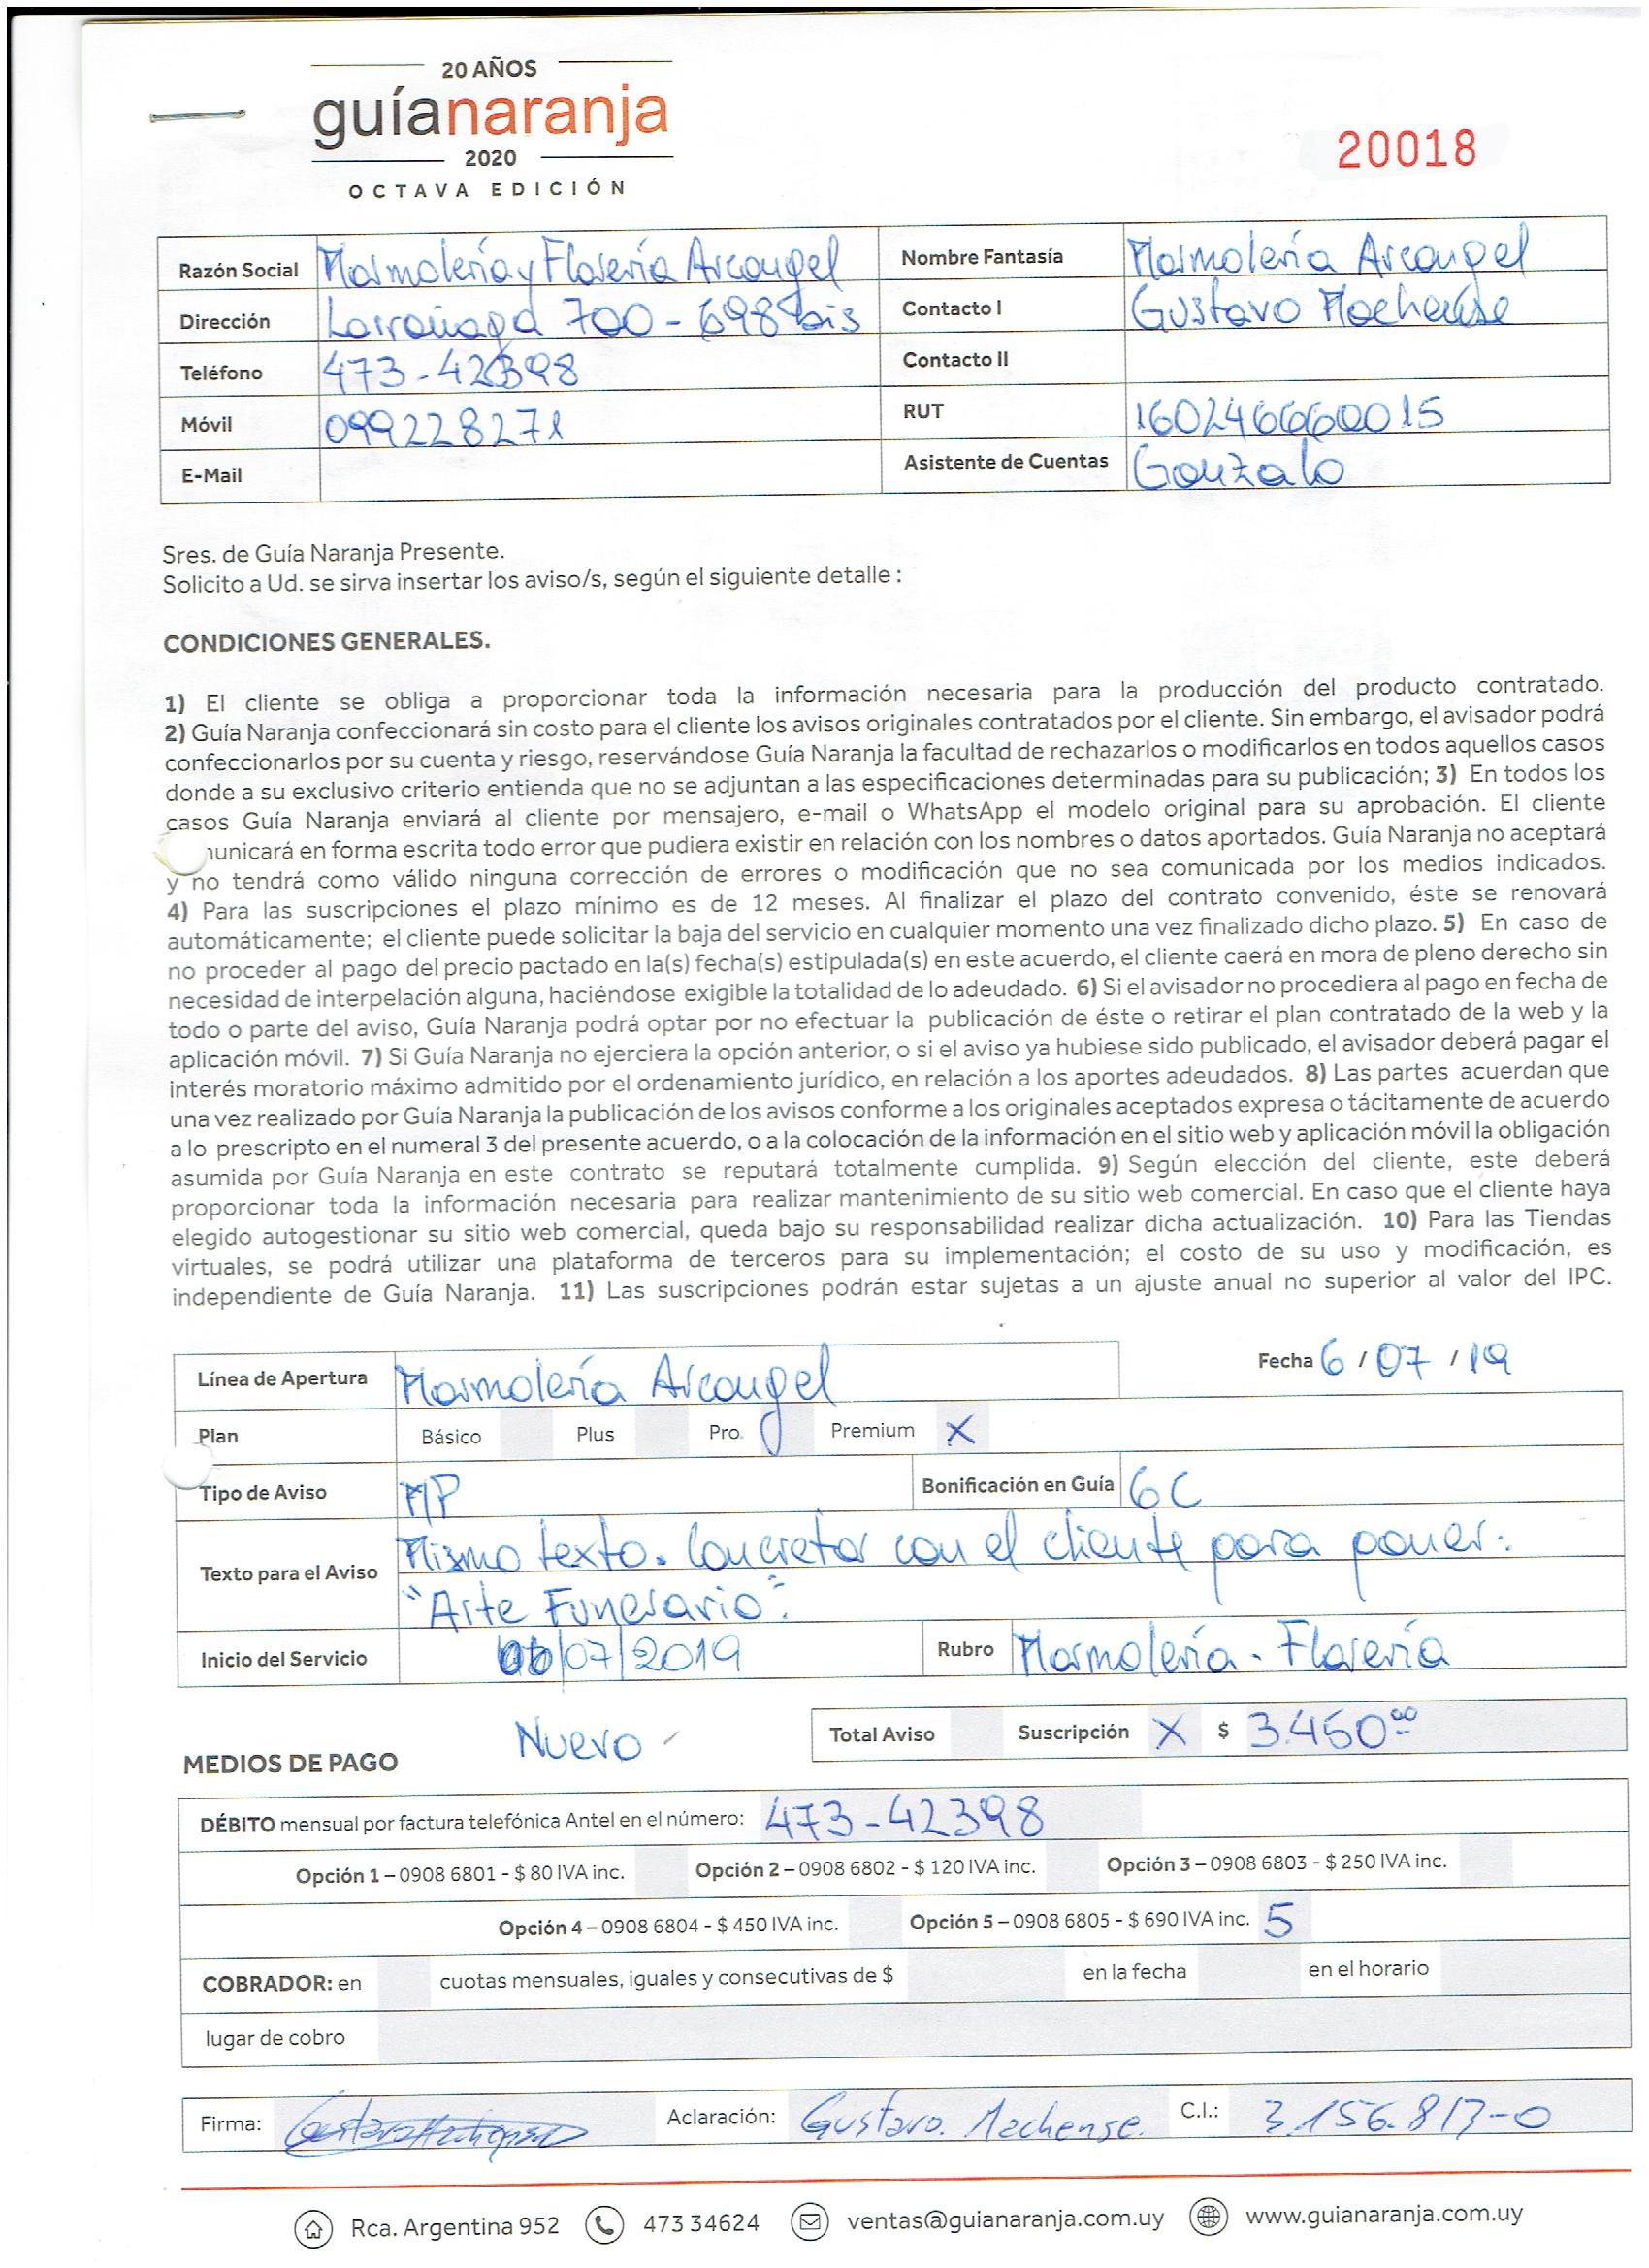 20 AÑOS
guíanaranja
2020
OCTAVA EDICIÓN
20018
Razón Social Marmolería y Florería Arcangel Nombre Fantasía Marmolería Arcangel
Dirección Larrañaga 700 - 698 bis Contacto I Gustavo Machense
Teléfono 473-42398 Contacto II
Móvil 099228271 RUT 160246660015
E-Mail Asistente de Cuentas Gonzalo
Sres. de Guía Naranja Presente.
Solicito a Ud. se sirva insertar los aviso/s, según el siguiente detalle :
CONDICIONES GENERALES.
1) El cliente se obliga a proporcionar toda la información necesaria para la producción del producto contratado.
2) Guía Naranja confeccionará sin costo para el cliente los avisos originales contratados por el cliente. Sin embargo, el avisador podrá
confeccionarlos por su cuenta y riesgo, reservándose Guía Naranja la facultad de rechazarlos o modificarlos en todos aquellos casos
donde a su exclusivo criterio entienda que no se adjuntan a las especificaciones determinadas para su publicación; 3) En todos los
casos Guía Naranja enviará al cliente por mensajero, e-mail o WhatsApp el modelo original para su aprobación. El cliente
municará en forma escrita todo error que pudiera existir en relación con los nombres o datos aportados. Guía Naranja no aceptará
y no tendrá como válido ninguna corrección de errores o modificación que no sea comunicada por los medios indicados.
4) Para las suscripciones el plazo mínimo es de 12 meses. Al finalizar el plazo del contrato convenido, éste se renovará
automáticamente; el cliente puede solicitar la baja del servicio en cualquier momento una vez finalizado dicho plazo. 5) En caso de
no proceder al pago del precio pactado en la(s) fecha(s) estipulada(s) en este acuerdo, el cliente caerá en mora de pleno derecho sin
necesidad de interpelación alguna, haciéndose exigible la totalidad de lo adeudado. 6) Si el avisador no procediera al pago en fecha de
todo o parte del aviso, Guía Naranja podrá optar por no efectuar la publicación de éste o retirar el plan contratado de la web y la
aplicación móvil. 7) Si Guía Naranja no ejerciera la opción anterior, o si el aviso ya hubiese sido publicado, el avisador deberá pagar el
interés moratorio máximo admitido por el ordenamiento jurídico, en relación a los aportes adeudados. 8) Las partes acuerdan que
una vez realizado por Guía Naranja la publicación de los avisos conforme a los originales aceptados expresa o tácitamente de acuerdo
a lo prescripto en el numeral 3 del presente acuerdo, o a la colocación de la información en el sitio web y aplicación móvil la obligación
asumida por Guía Naranja en este contrato se reputará totalmente cumplida. 9) Según elección del cliente, este deberá
proporcionar toda la información necesaria para realizar mantenimiento de su sitio web comercial. En caso que el cliente haya
elegido autogestionar su sitio web comercial, queda bajo su responsabilidad realizar dicha actualización. 10) Para las Tiendas
virtuales, se podrá utilizar una plataforma de terceros para su implementación; el costo de su uso y modificación, es
independiente de Guía Naranja. 11) Las suscripciones podrán estar sujetas a un ajuste anual no superior al valor del IPC.
Línea de Apertura Marmolería Arcangel Fecha 6 / 07 / 19
Plan Básico Plus Pro. Premium X
Tipo de Aviso MP Bonificación en Guía 6C
Texto para el Aviso Mismo texto. Concretar con el cliente para poner:
"Arte Funerario".
Inicio del Servicio 06/07/2019 Rubro Marmolería - Florería
Nuevo Total Aviso Suscripción X $ 3.450⁰⁰
MEDIOS DE PAGO
DÉBITO mensual por factura telefónica Antel en el número: 473-42398
Opción 1 – 0908 6801 - $ 80 IVA inc. Opción 2 – 0908 6802 - $ 120 IVA inc. Opción 3 – 0908 6803 - $ 250 IVA inc.
Opción 4 – 0908 6804 - $ 450 IVA inc. Opción 5 – 0908 6805 - $ 690 IVA inc. 5
COBRADOR: en cuotas mensuales, iguales y consecutivas de $ en la fecha en el horario
lugar de cobro
Firma: Aclaración: Gustavo. Machense. C.I.: 3.156.817-0
Rca. Argentina 952 473 34624 ventas@guianaranja.com.uy www.guianaranja.com.uy